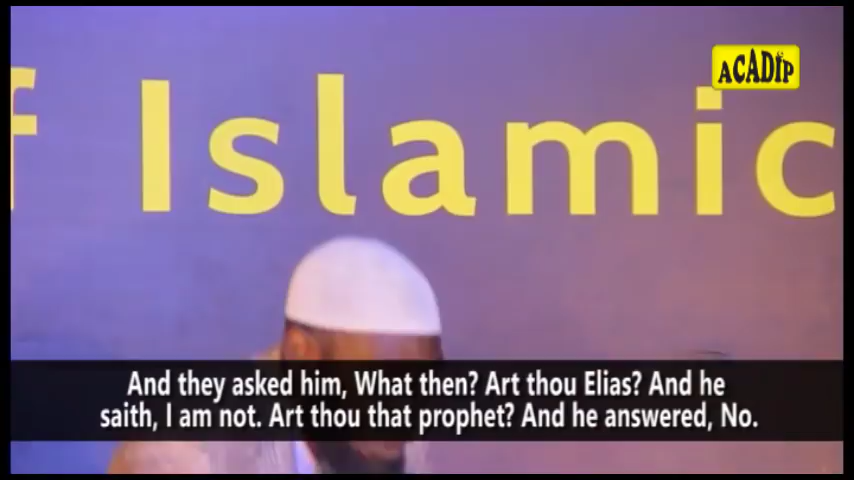 ACADIP
f Islamic
And they asked him, What then? Art thou Elias? And he
saith, I am not. Art thou that prophet? And he answered, No.